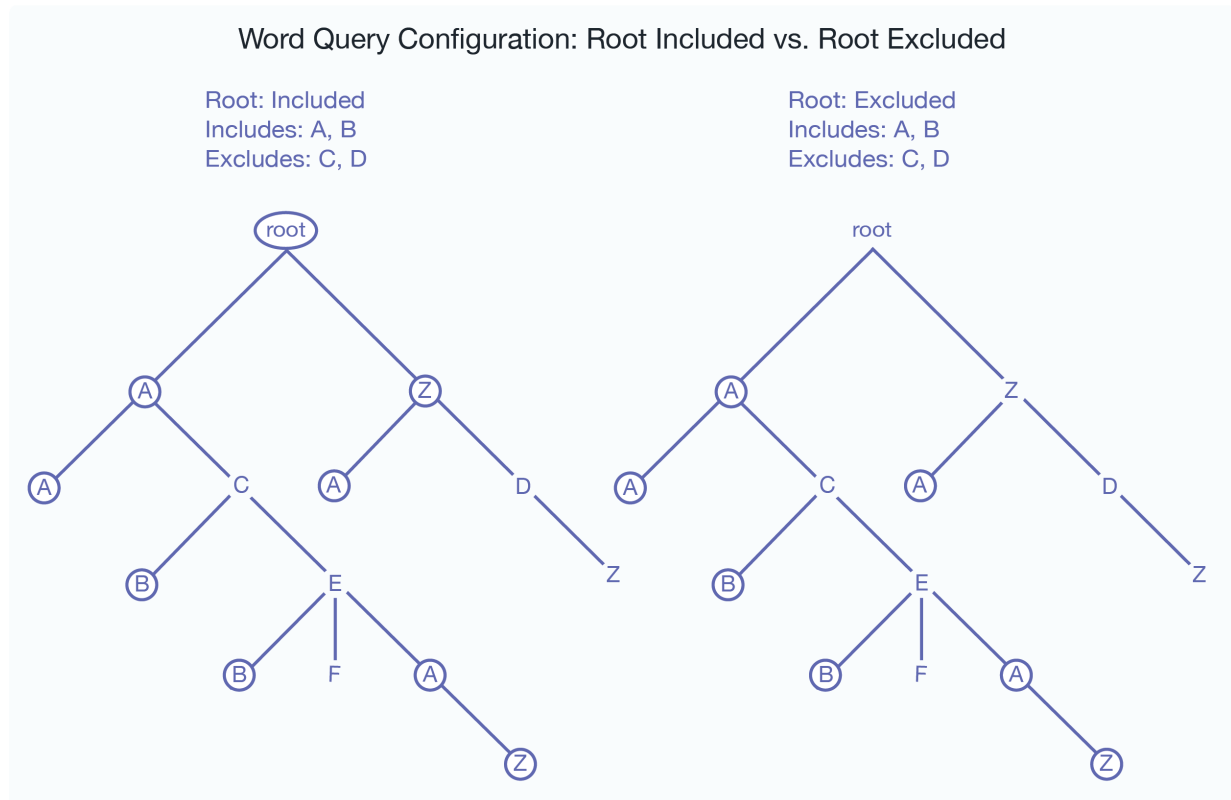 Word Query Configuration: Root Included vs. Root Excluded
Root: Included
Includes: A, B
Excludes: C, D
root
A
Z
A
C
A
D
B
E
Z
B
F
A
Z
Root: Excluded
Includes: A, B
Excludes: C, D
root
A
Z
A
C
A
D
B
E
Z
B
F
A
Z